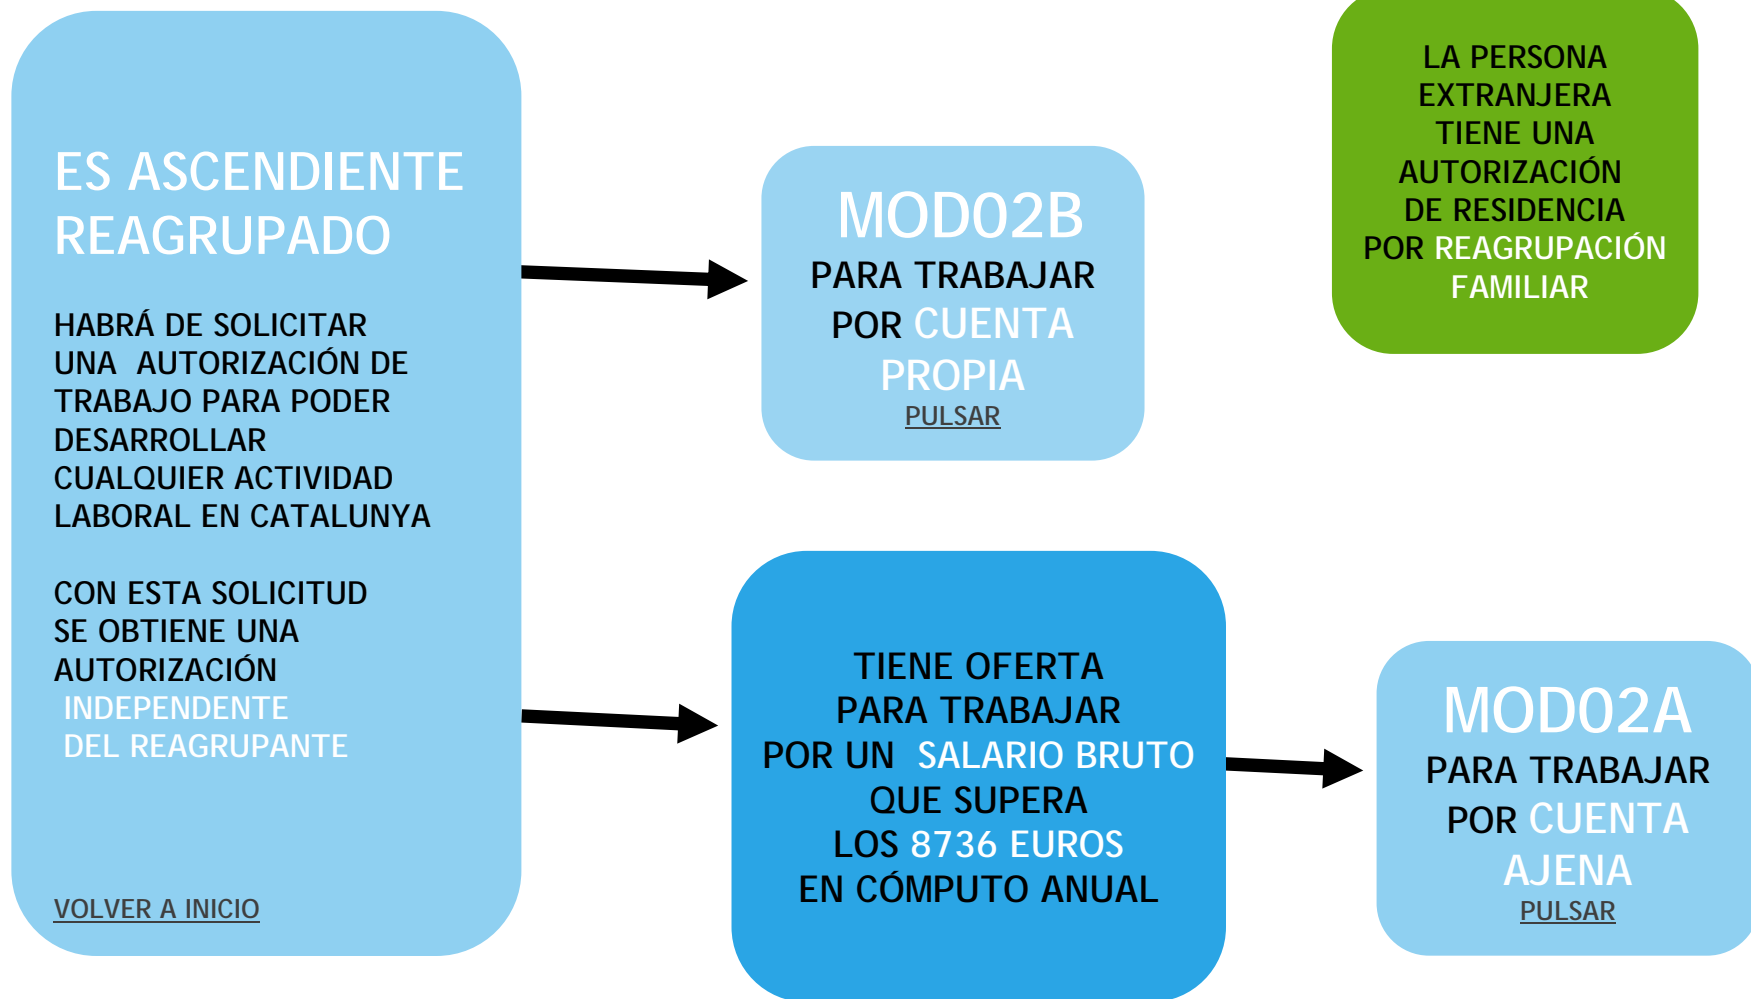 ES ASCENDIENTE
REAGRUPADO
HABRÁ DE SOLICITAR
UNA AUTORIZACIÓN DE
TRABAJO PARA PODER
DESARROLLAR
CUALQUIER ACTIVIDAD
LABORAL EN CATALUNYA
CON ESTA SOLICITUD
SE OBTIENE UNA
AUTORIZACIÓN
INDEPENDENTE
DEL REAGRUPANTE
VOLVER A INICIO
MOD02B
PARA TRABAJAR
POR CUENTA
PROPIA
PULSAR
LA PERSONA
EXTRANJERA
TIENE UNA
AUTORIZACIÓN
DE RESIDENCIA
POR REAGRUPACIÓN
FAMILIAR
TIENE OFERTA
PARA TRABAJAR
POR UN SALARIO BRUTO
QUE SUPERA
LOS 8736 EUROS
EN CÓMPUTO ANUAL
MOD02A
PARA TRABAJAR
POR CUENTA
AJENA
PULSAR